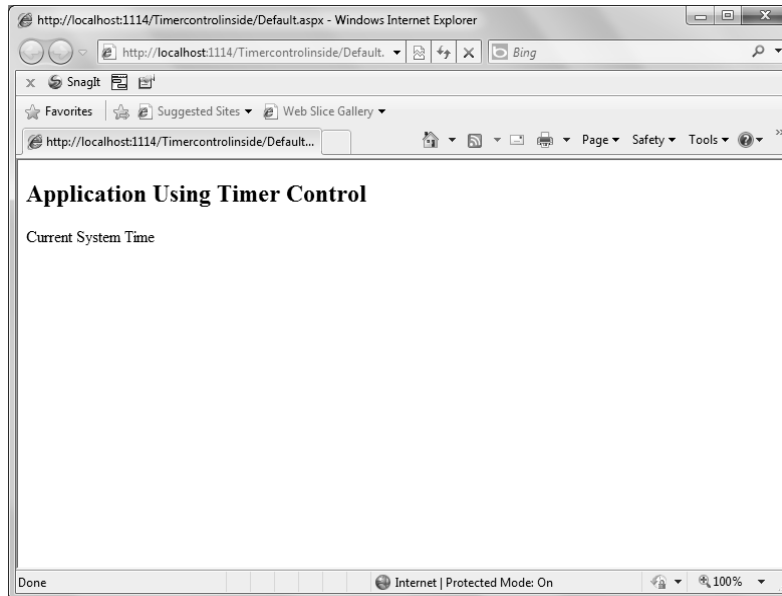 http://localhost:1114/Timercontrolinside/Default.aspx - Windows Internet Explorer
http://localhost:1114/Timercontrolinside/Default. Bing
x SnagIt
Favorites Suggested Sites Web Slice Gallery
http://localhost:1114/Timercontrolinside/Default... Page Safety Tools »
Application Using Timer Control
Current System Time
Done Internet | Protected Mode: On 100%